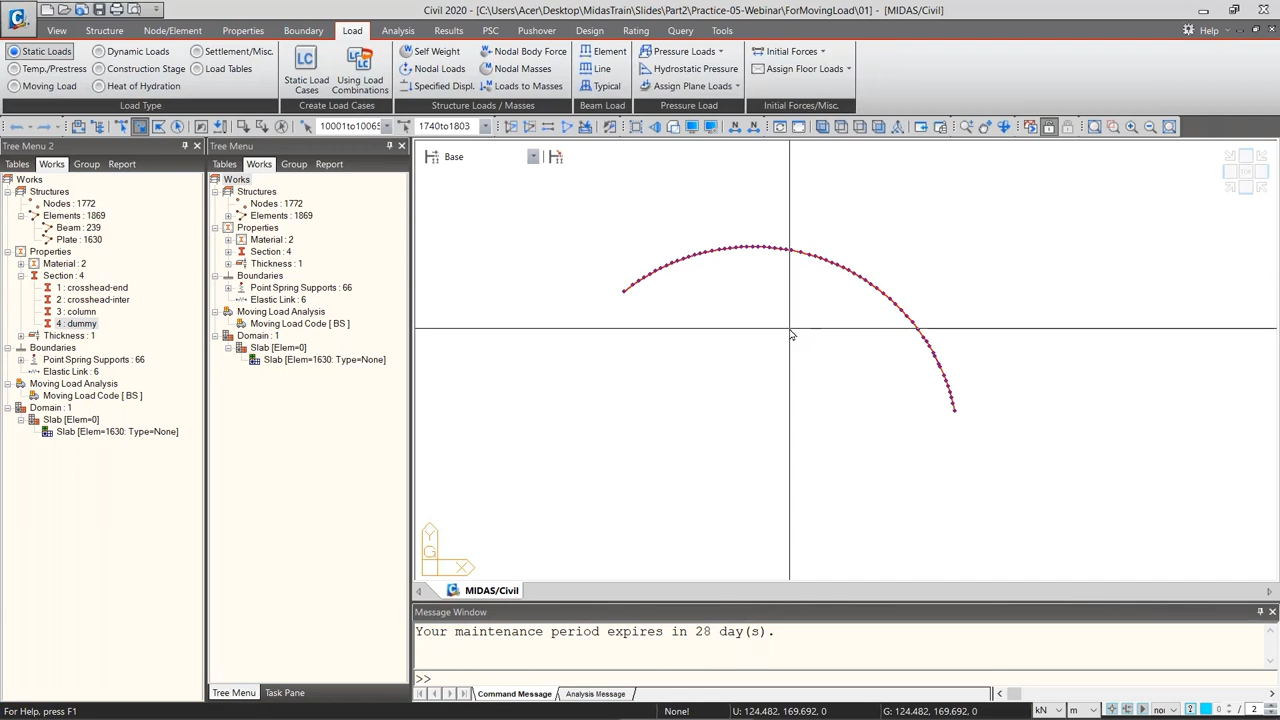 Civil 2020 - [C:\Users\Acer\Desktop\MidasTrain\Slides\Part2\Practice-05-Webinar\ForMovingLoad\01] - [MIDAS/Civil]
View Structure Node/Element Properties Boundary Load Analysis Results PSC Pushover Design Rating Query Tools Help
Static Loads Dynamic Loads Settlement/Misc.
Temp./Prestress Construction Stage Load Tables
Moving Load Heat of Hydration
Load Type
Static Load Cases
Using Load Combinations
Create Load Cases
Self Weight Nodal Body Force
Nodal Loads Nodal Masses
Specified Displ. Loads to Masses
Structure Loads / Masses
Element
Line
Typical
Beam Load
Pressure Loads
Hydrostatic Pressure
Assign Plane Loads
Pressure Load
Initial Forces
Assign Floor Loads
Initial Forces/Misc.
10001to10065 1740to1803
Tree Menu 2
Tables Works Group Report
Works
Structures
Nodes : 1772
Elements : 1869
Beam : 239
Plate : 1630
Properties
Material : 2
Section : 4
1 : crosshead-end
2 : crosshead-inter
3 : column
4 : dummy
Thickness : 1
Boundaries
Point Spring Supports : 66
Elastic Link : 6
Moving Load Analysis
Moving Load Code [ BS ]
Domain : 1
Slab [Elem=0]
Slab [Elem=1630: Type=None]
Tree Menu
Tables Works Group Report
Works
Structures
Nodes : 1772
Elements : 1869
Properties
Material : 2
Section : 4
Thickness : 1
Boundaries
Point Spring Supports : 66
Elastic Link : 6
Moving Load Analysis
Moving Load Code [ BS ]
Domain : 1
Slab [Elem=0]
Slab [Elem=1630: Type=None]
Tree Menu Task Pane
Base
Y
G
X
MIDAS/Civil
Message Window
Your maintenance period expires in 28 day(s).
>>
Command Message Analysis Message
For Help, press F1
None! U: 124.482, 169.692, 0 G: 124.482, 169.692, 0 kN m no 0 / 2